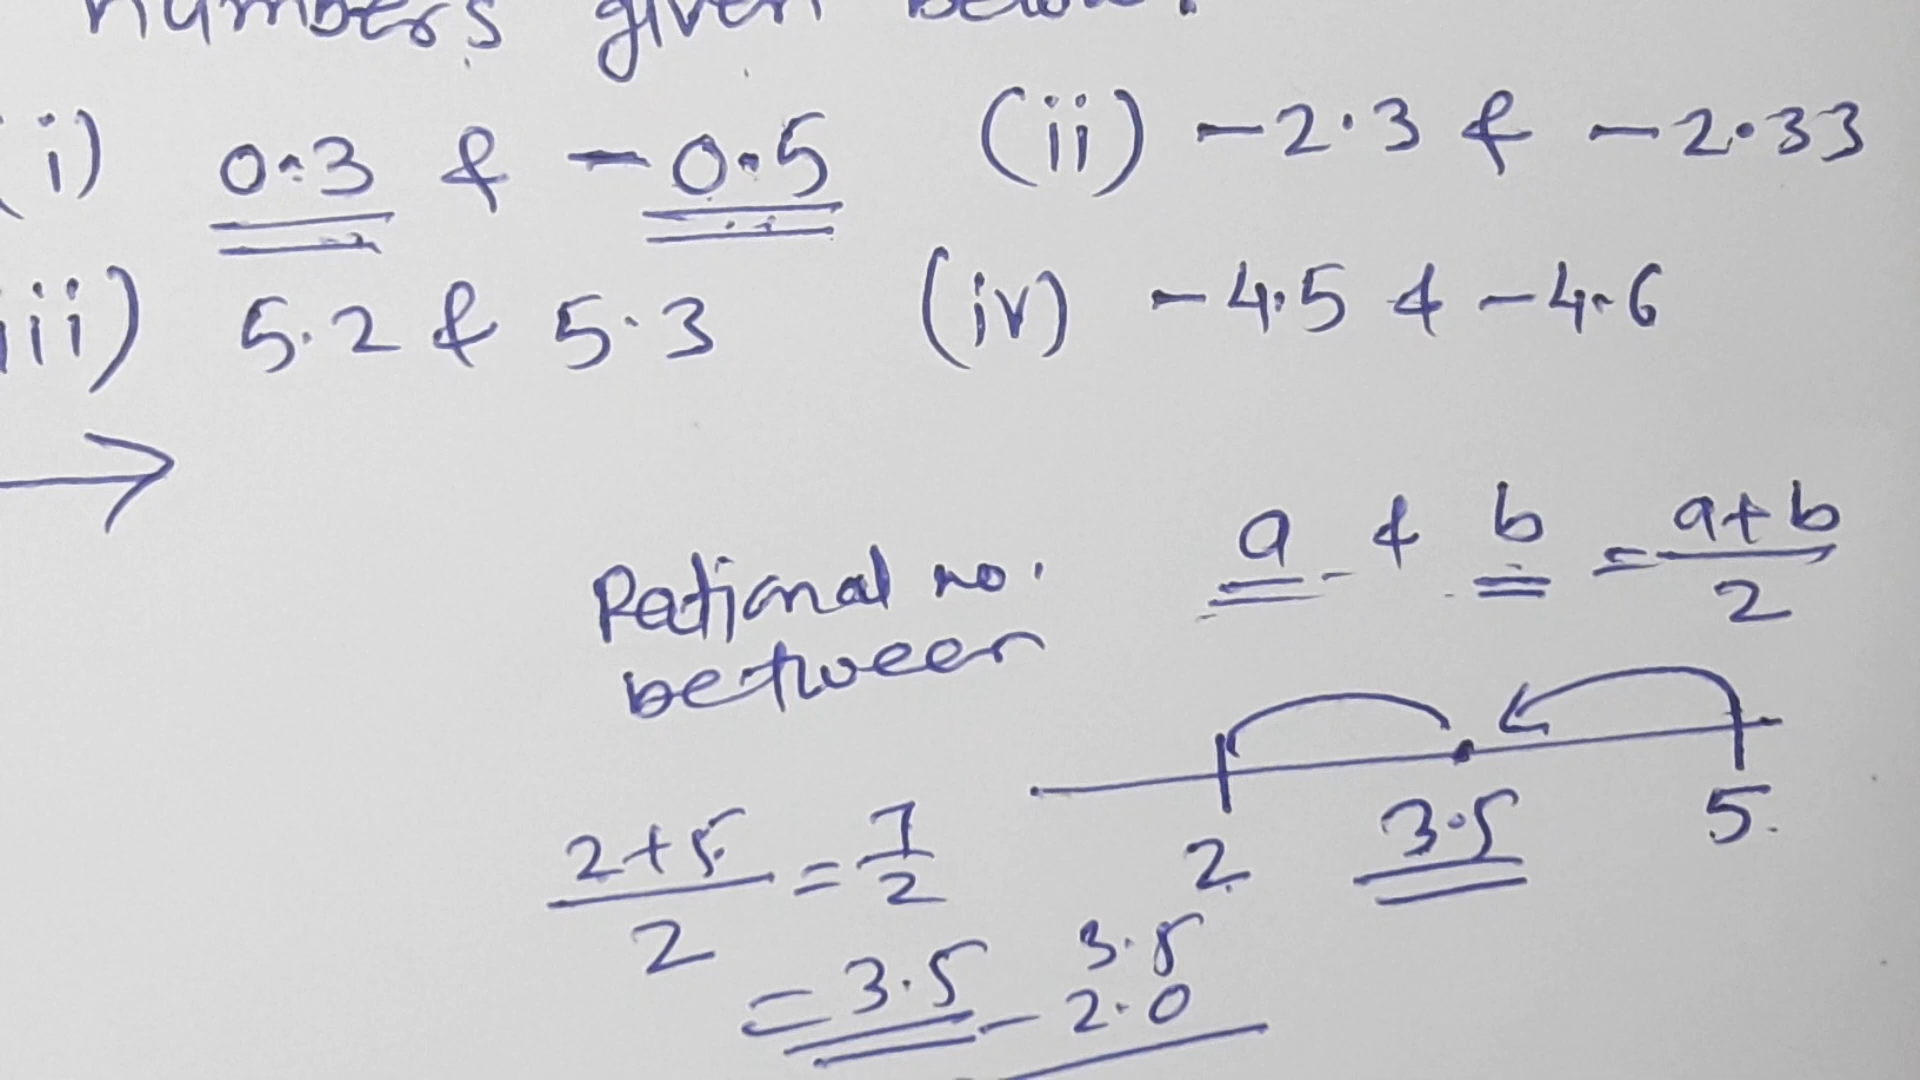 numbers given below.
(i) 0.3 & -0.5 (ii) -2.3 & -2.33
(iii) 5.2 & 5.3 (iv) -4.5 & -4.6
→
Rational no. between a & b = a+b/2
2 3.5 5.
2+5/2 = 7/2
= 3.5
3.5
- 2.0